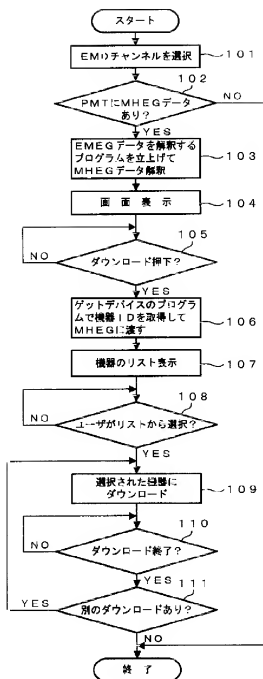 スタート
EMDチャンネルを選択
101
102
PMTにMHEGデータ
あり?
NO
YES
EMEGデータを解釈する
プログラムを立上げて
MHEGデータ解釈
103
画面表示
104
105
NO
ダウンロード押下?
YES
ゲットデバイスのプログラ
ムで機器IDを取得して
MHEGに渡す
106
機器のリスト表示
107
108
NO
ユーザがリストから選択?
YES
選択された機器に
ダウンロード
109
110
NO
ダウンロード終了?
YES
111
YES
別のダウンロードあり?
NO
終了